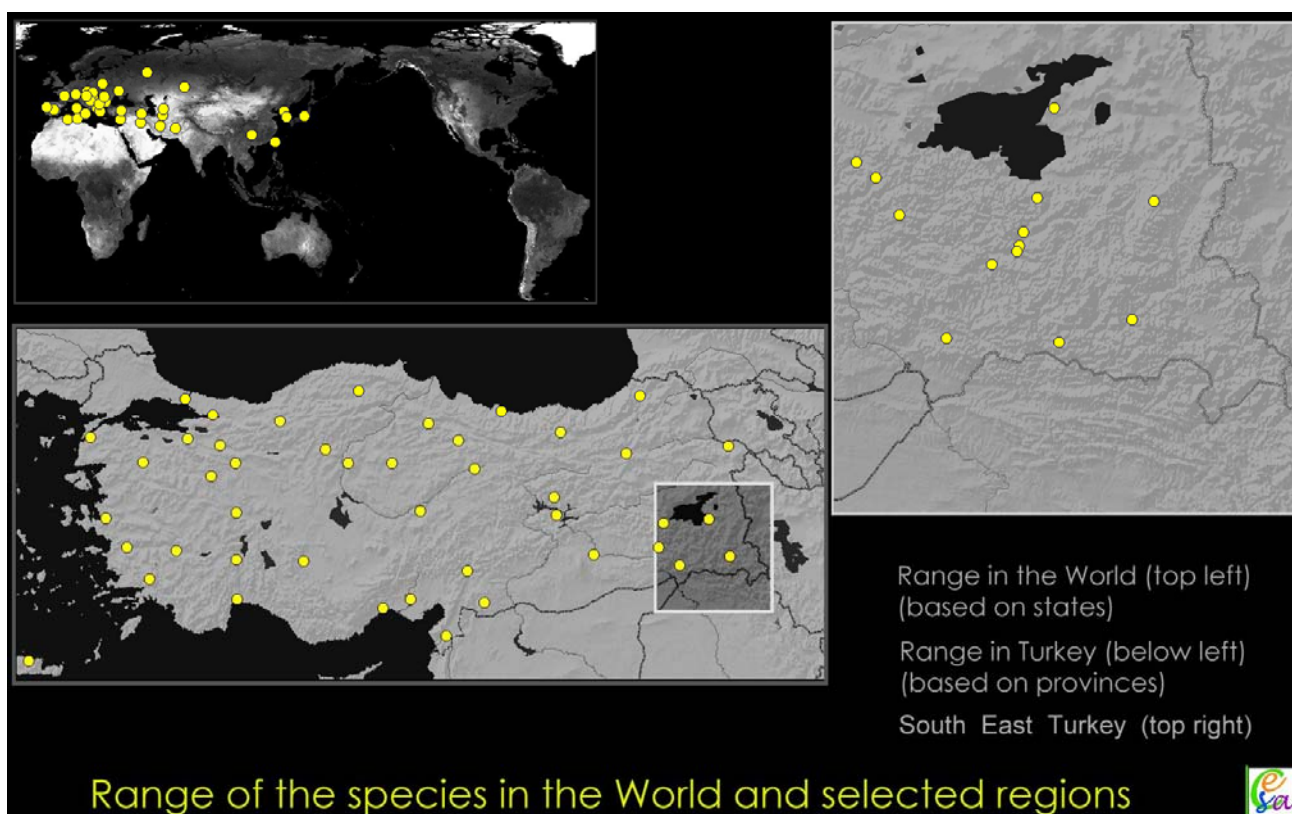 Range in the World (top left)
(based on states)
Range in Turkey (below left)
(based on provinces)
South East Turkey (top right)
Range of the species in the World and selected regions
esa